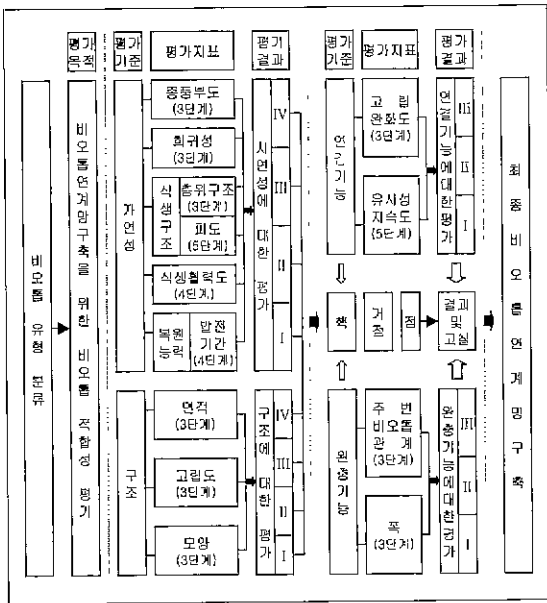 평가
목적
평가
기준
평가지표
평가
결과
평가
기준
평가지표
평가
결과
비오톱 유형 분류
비오톱연계망구축을 위한 비오톱 적합성 평가
자연성
종풍부도
(3단계)
희귀성
(3단계)
식생구조
층위구조
(3단계)
피도
(5단계)
식생활력도
(4단계)
복원
능력
발전
기간
(4단계)
자연성에 대한 평가
IV
III
II
I
구조
면적
(3단계)
고립도
(3단계)
모양
(3단계)
구조에 대한 평가
IV
III
II
I
연결기능
고립
완화도
(3단계)
유사성
지속도
(5단계)
연결기능에대한평가
III
II
I
핵
거점
점
결과
및
고찰
완충기능
주변
비오톱
관계
(3단계)
폭
(3단계)
완충기능에대한평가
III
II
I
최종 비오톱 연계망 구축